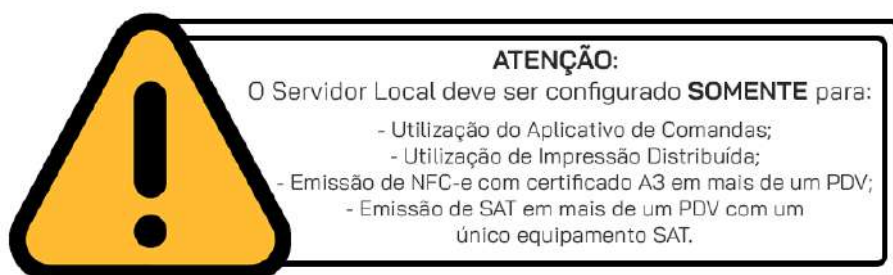 ATENÇÃO:
O Servidor Local deve ser configurado SOMENTE para:
- Utilização do Aplicativo de Comandas;
- Utilização de Impressão Distribuída;
- Emissão de NFC-e com certificado A3 em mais de um PDV;
- Emissão de SAT em mais de um PDV com um
único equipamento SAT.